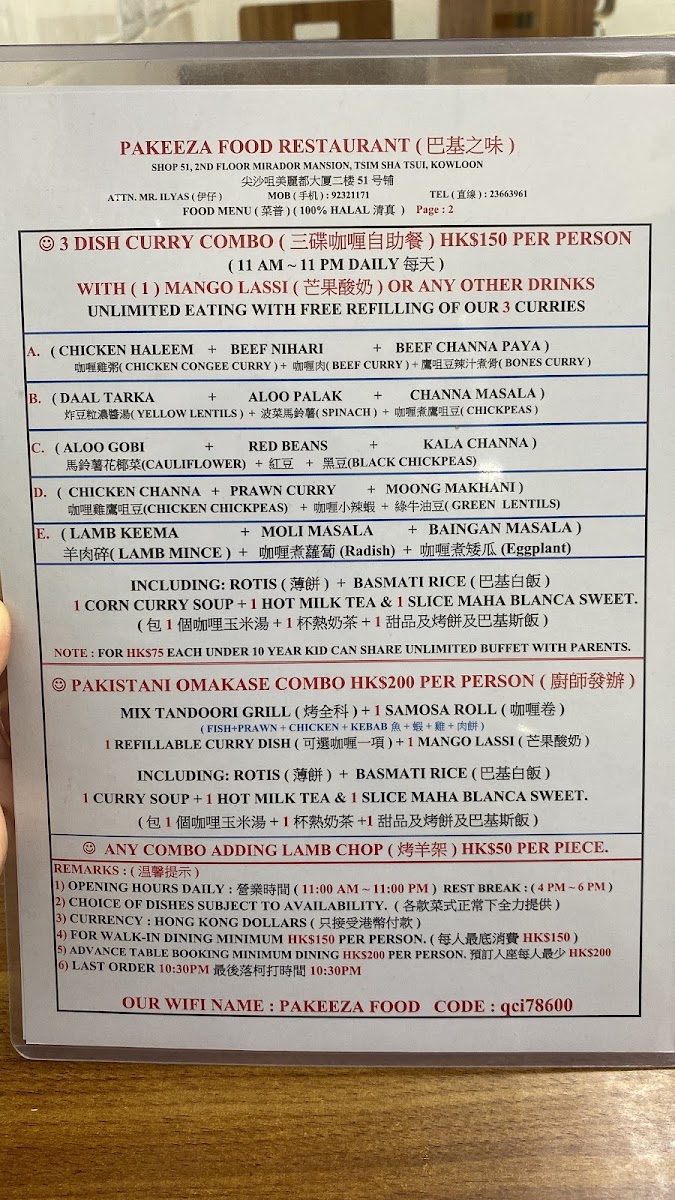 PAKEEZA FOOD RESTAURANT ( 巴基之味 )
SHOP 51, 2ND FLOOR MIRADOR MANSION, TSIM SHA TSUI, KOWLOON
尖沙咀美麗都大厦二楼 51 号铺
ATTN. MR. ILYAS ( 伊仔 ) MOB ( 手机 ) : 92321171 TEL ( 直線 ) : 23663961
FOOD MENU ( 菜普 ) ( 100% HALAL 清真 ) Page : 2
☺ 3 DISH CURRY COMBO ( 三碟咖喱自助餐 ) HK$150 PER PERSON
( 11 AM ~ 11 PM DAILY 每天 )
WITH ( 1 ) MANGO LASSI ( 芒果酸奶 ) OR ANY OTHER DRINKS
UNLIMITED EATING WITH FREE REFILLING OF OUR 3 CURRIES
A. ( CHICKEN HALEEM + BEEF NIHARI + BEEF CHANNA PAYA )
咖喱雞粥( CHICKEN CONGEE CURRY ) + 咖喱肉( BEEF CURRY ) + 鷹咀豆辣汁煮骨( BONES CURRY )
B. ( DAAL TARKA + ALOO PALAK + CHANNA MASALA )
炸豆粒濃醬湯( YELLOW LENTILS ) + 波菜馬鈴薯( SPINACH ) + 咖喱煮鷹咀豆( CHICKPEAS )
C. ( ALOO GOBI + RED BEANS + KALA CHANNA )
馬鈴薯花椰菜(CAULIFLOWER) + 紅豆 + 黑豆(BLACK CHICKPEAS)
D. ( CHICKEN CHANNA + PRAWN CURRY + MOONG MAKHANI )
咖哩雞鷹咀豆(CHICKEN CHICKPEAS) + 咖喱小辣蝦 + 綠牛油豆( GREEN LENTILS)
E. ( LAMB KEEMA + MOLI MASALA + BAINGAN MASALA )
羊肉碎( LAMB MINCE ) + 咖喱煮蘿蔔 (Radish) + 咖喱煮矮瓜 (Eggplant)
INCLUDING: ROTIS ( 薄餅 ) + BASMATI RICE ( 巴基白飯 )
1 CORN CURRY SOUP + 1 HOT MILK TEA & 1 SLICE MAHA BLANCA SWEET.
( 包 1 個咖哩玉米湯 + 1 杯熱奶茶 + 1 甜品及烤餅及巴基斯飯 )
NOTE : FOR HK$75 EACH UNDER 10 YEAR KID CAN SHARE UNLIMITED BUFFET WITH PARENTS.
☺ PAKISTANI OMAKASE COMBO HK$200 PER PERSON ( 廚師發辦 )
MIX TANDOORI GRILL ( 烤全科 ) + 1 SAMOSA ROLL ( 咖喱卷 )
( FISH+PRAWN + CHICKEN + KEBAB 魚 + 蝦 + 雞 + 肉餅 )
1 REFILLABLE CURRY DISH ( 可選咖喱一項 ) + 1 MANGO LASSI ( 芒果酸奶 )
INCLUDING: ROTIS ( 薄餅 ) + BASMATI RICE ( 巴基白飯 )
1 CURRY SOUP + 1 HOT MILK TEA & 1 SLICE MAHA BLANCA SWEET.
( 包 1 個咖哩玉米湯 + 1 杯熱奶茶 +1 甜品及烤餅及巴基斯飯 )
☺ ANY COMBO ADDING LAMB CHOP ( 烤羊架 ) HK$50 PER PIECE.
REMARKS : ( 温馨提示 )
1) OPENING HOURS DAILY : 營業時間 ( 11:00 AM ~ 11:00 PM ) REST BREAK : ( 4 PM ~ 6 PM )
2) CHOICE OF DISHES SUBJECT TO AVAILABILITY. ( 各款菜式正常下全力提供 )
3) CURRENCY : HONG KONG DOLLARS ( 只接受港幣付款 )
4) FOR WALK-IN DINING MINIMUM HK$150 PER PERSON. ( 每人最底消費 HK$150 )
5) ADVANCE TABLE BOOKING MINIMUM DINING HK$200 PER PERSON. 預訂人座每人最少 HK$200
6) LAST ORDER 10:30PM 最後落柯打時間 10:30PM
OUR WIFI NAME : PAKEEZA FOOD CODE : qci78600